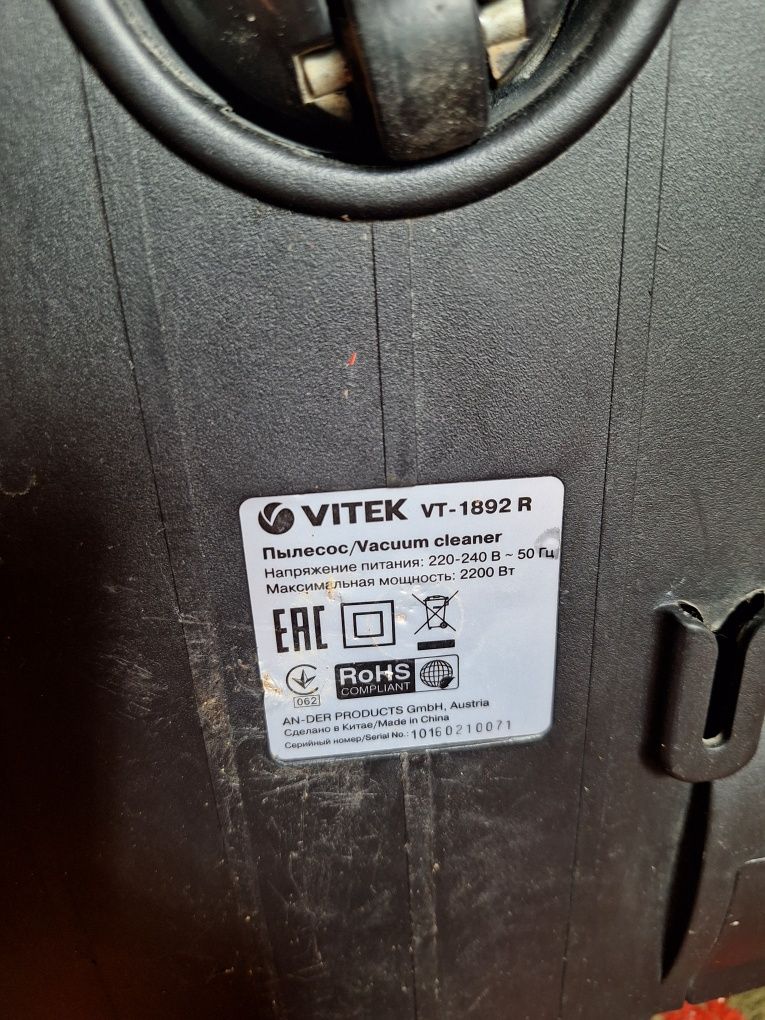 VITEK VT-1892 R
Пылесос/Vacuum cleaner
Напряжение питания: 220-240 В ~ 50 Гц
Максимальная мощность: 2200 Вт
EAC
062
RoHS
COMPLIANT
AN-DER PRODUCTS GmbH, Austria
Сделано в Китае/Made in China
Серийный номер/Serial No.: 10160210071